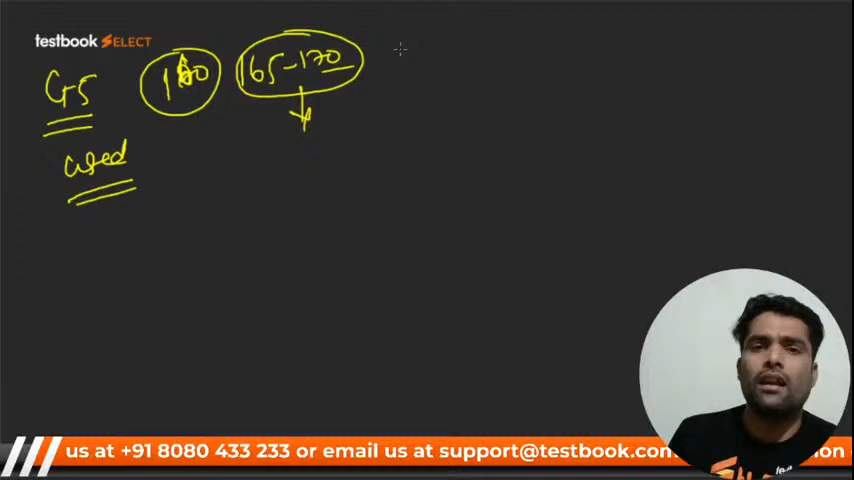 testbook SELECT
GS 180 165-170
used
us at +91 8080 433 233 or email us at support@testbook.com